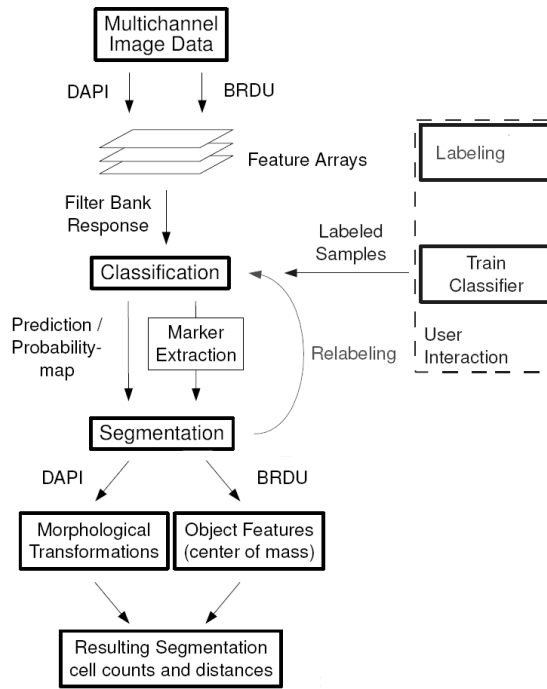 Multichannel
Image Data
DAPI
BRDU
Feature Arrays
Labeling
Filter Bank
Response
Labeled
Samples
Classification
Train
Classifier
Prediction /
Probability-
map
Marker
Extraction
Relabeling
User
Interaction
Segmentation
DAPI
BRDU
Morphological
Transformations
Object Features
(center of mass)
Resulting Segmentation
cell counts and distances